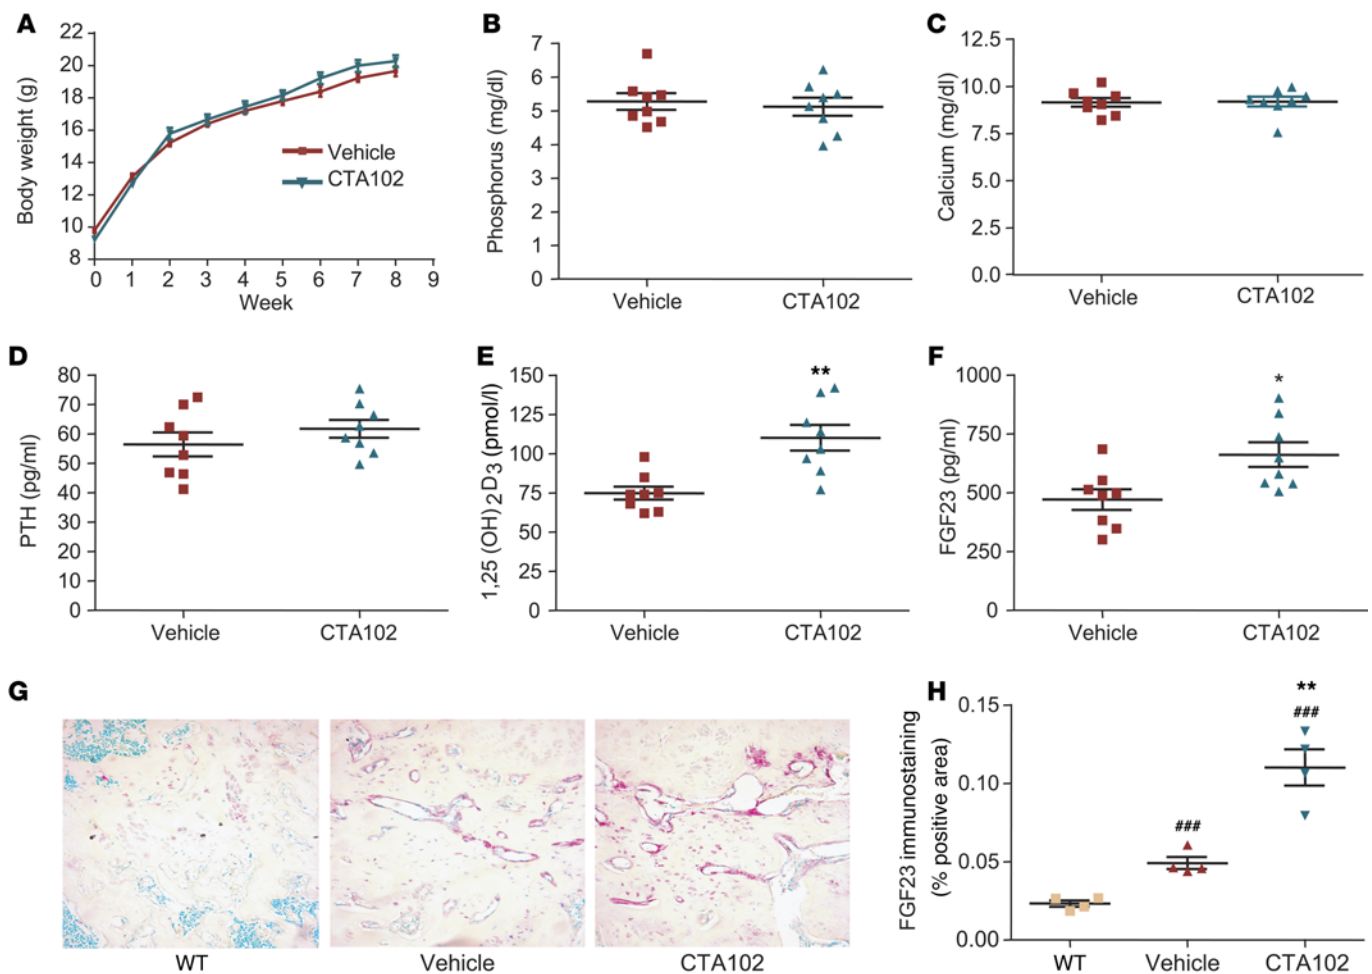 A
Body weight (g)
22
20
18
16
14
12
10
8
0 1 2 3 4 5 6 7 8 9
Week
Vehicle
CTA102
B
Phosphorus (mg/dl)
7
6
5
4
3
2
1
0
Vehicle CTA102
C
Calcium (mg/dl)
12.5
10.0
7.5
5.0
2.5
0.0
Vehicle CTA102
D
PTH (pg/ml)
80
70
60
50
40
30
20
10
0
Vehicle CTA102
E
1,25 (OH) 2D3 (pmol/l)
150
125
100
75
50
25
0
**
Vehicle CTA102
F
FGF23 (pg/ml)
1000
750
500
250
0
*
Vehicle CTA102
G
WT Vehicle CTA102
H
FGF23 immunostaining
(% positive area)
0.15
0.10
0.05
0.00
###
**
###
WT Vehicle CTA102